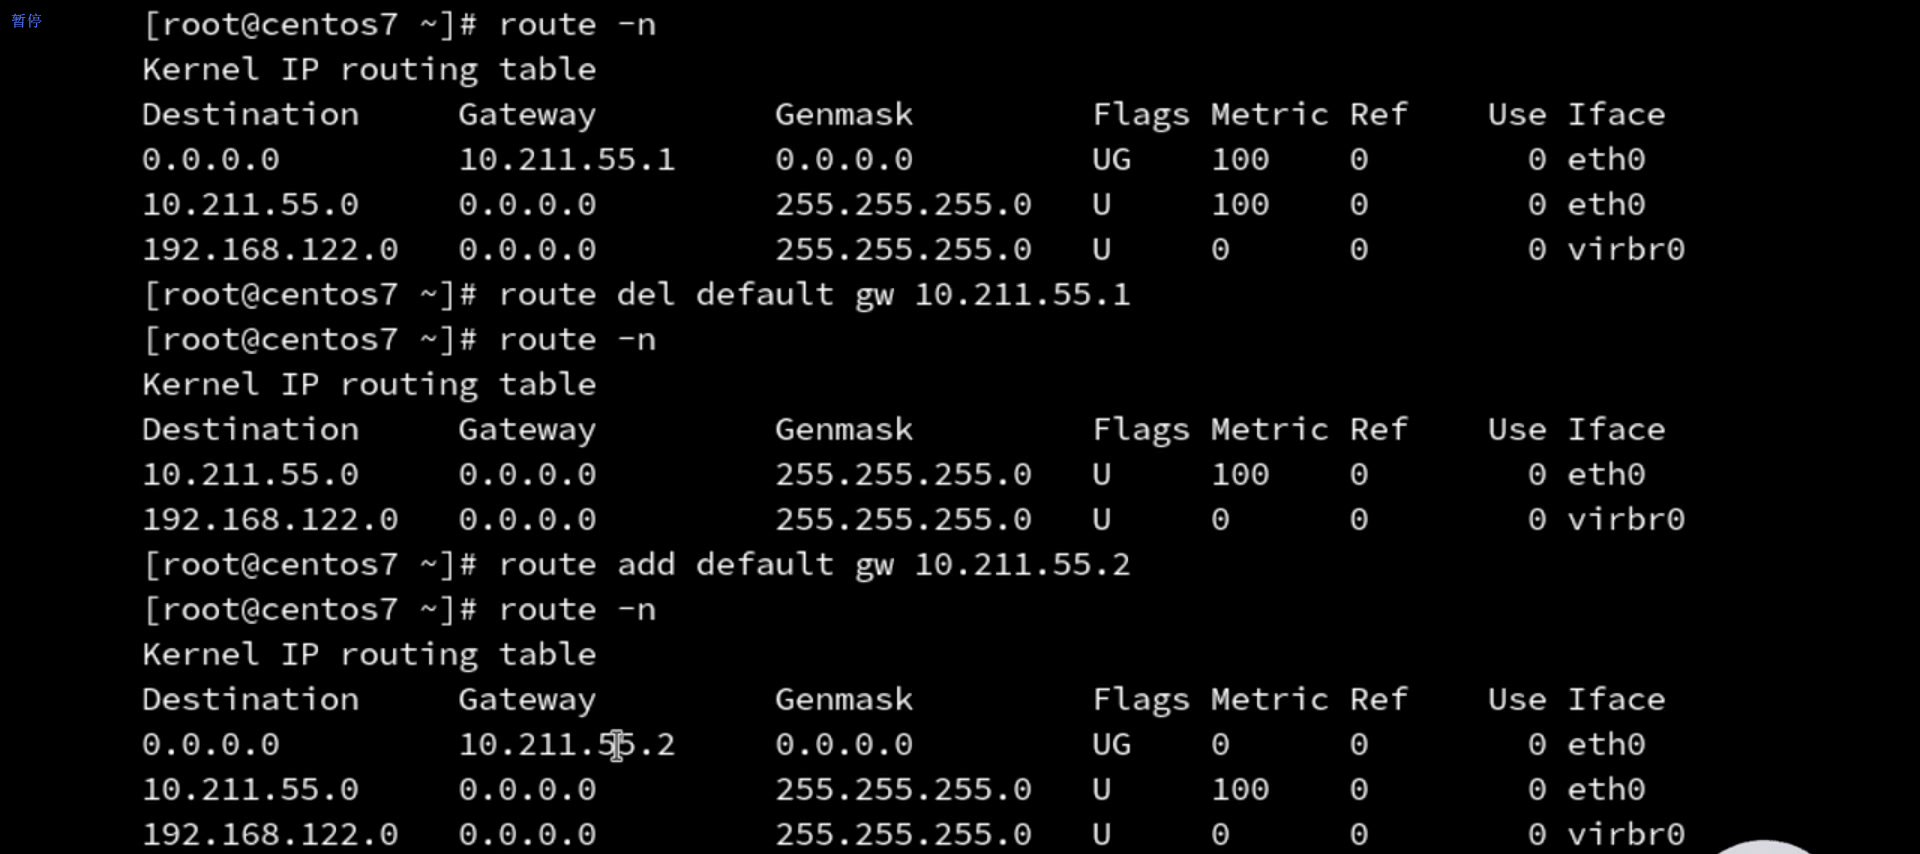 暂停
[root@centos7 ~]# route -n
Kernel IP routing table
Destination     Gateway         Genmask         Flags Metric Ref    Use Iface
0.0.0.0         10.211.55.1     0.0.0.0         UG    100    0        0 eth0
10.211.55.0     0.0.0.0         255.255.255.0   U     100    0        0 eth0
192.168.122.0   0.0.0.0         255.255.255.0   U     0      0        0 virbr0
[root@centos7 ~]# route del default gw 10.211.55.1
[root@centos7 ~]# route -n
Kernel IP routing table
Destination     Gateway         Genmask         Flags Metric Ref    Use Iface
10.211.55.0     0.0.0.0         255.255.255.0   U     100    0        0 eth0
192.168.122.0   0.0.0.0         255.255.255.0   U     0      0        0 virbr0
[root@centos7 ~]# route add default gw 10.211.55.2
[root@centos7 ~]# route -n
Kernel IP routing table
Destination     Gateway         Genmask         Flags Metric Ref    Use Iface
0.0.0.0         10.211.55.2     0.0.0.0         UG    0      0        0 eth0
10.211.55.0     0.0.0.0         255.255.255.0   U     100    0        0 eth0
192.168.122.0   0.0.0.0         255.255.255.0   U     0      0        0 virbr0